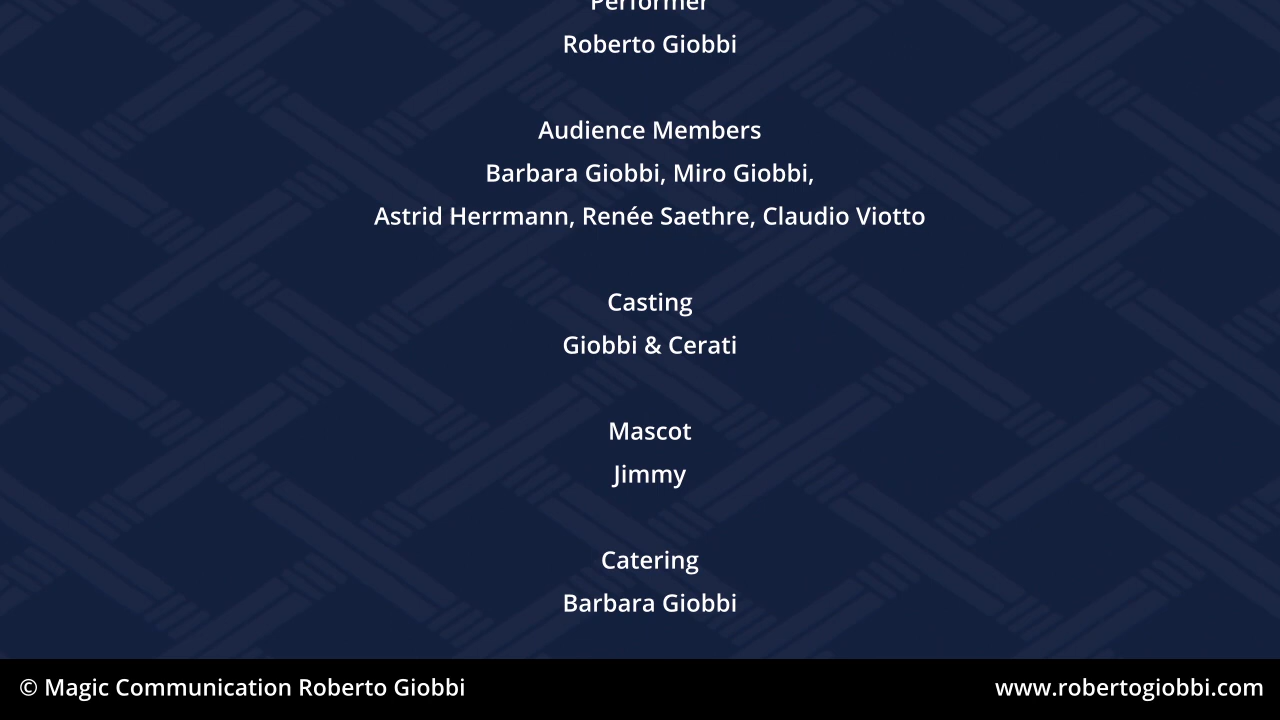 Performer
Roberto Giobbi
Audience Members
Barbara Giobbi, Miro Giobbi,
Astrid Herrmann, Renée Saethre, Claudio Viotto
Casting
Giobbi & Cerati
Mascot
Jimmy
Catering
Barbara Giobbi
© Magic Communication Roberto Giobbi
www.robertogiobbi.com